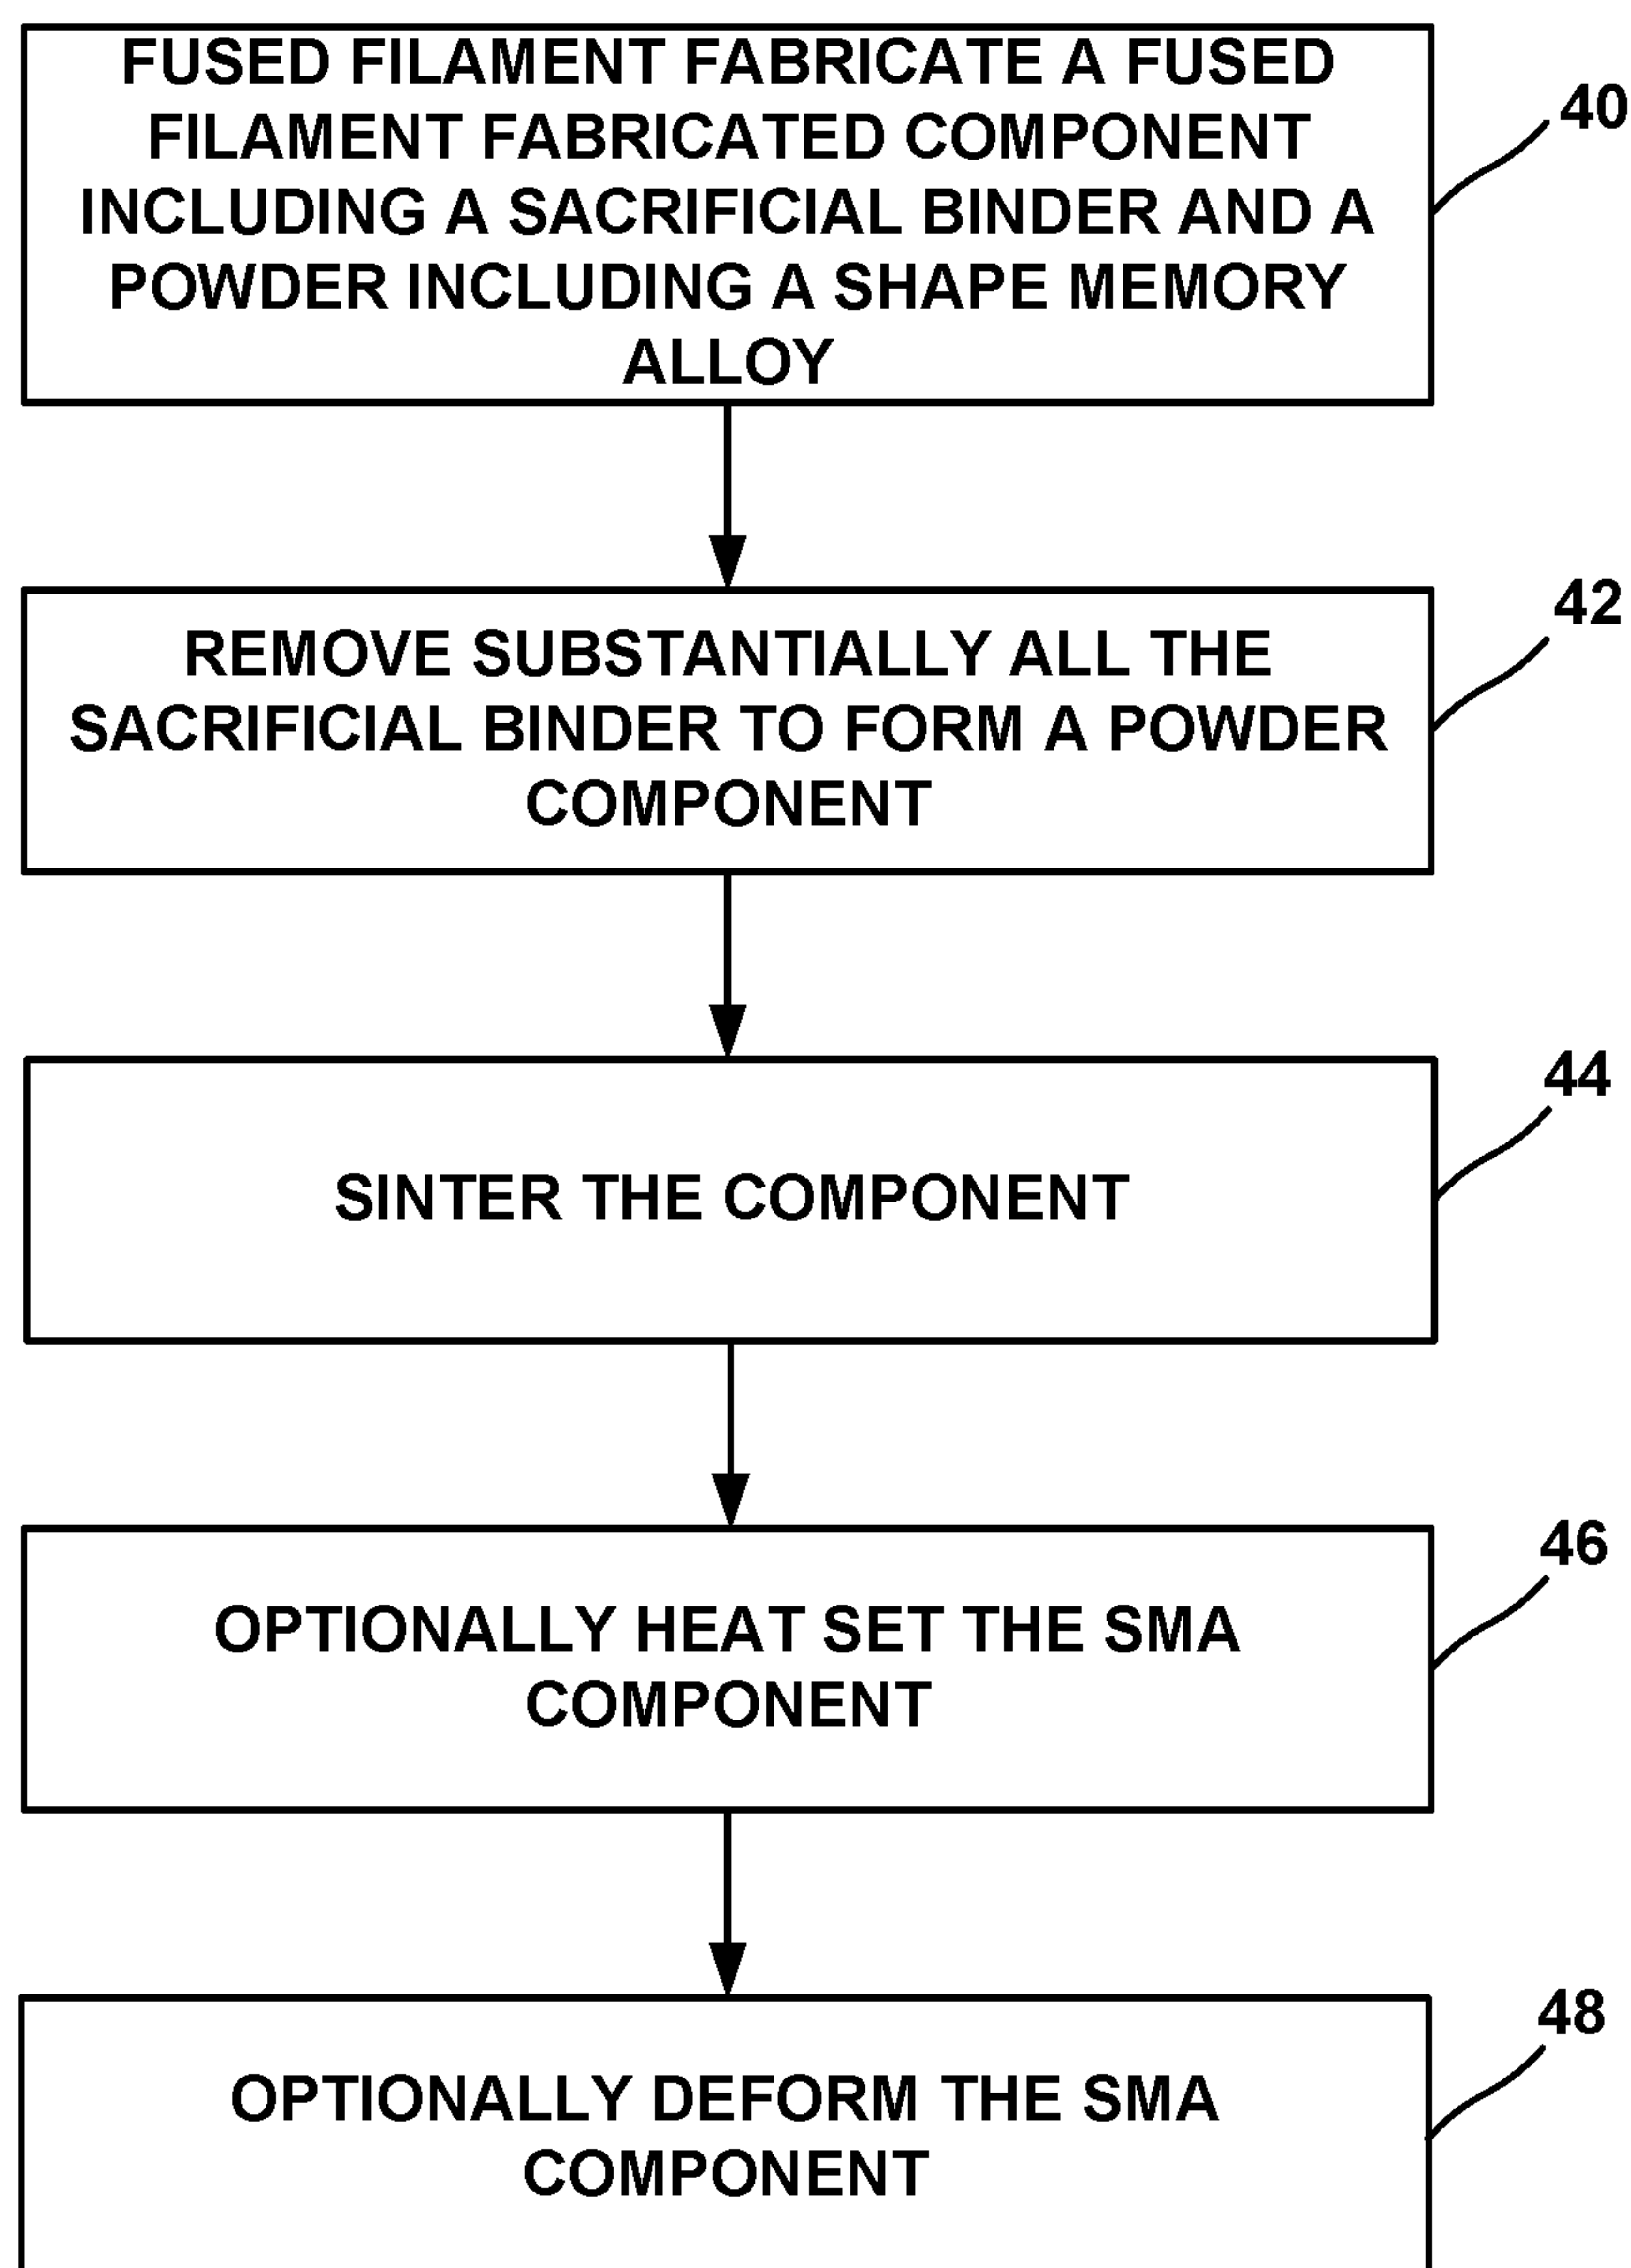 FUSED FILAMENT FABRICATE A FUSED
FILAMENT FABRICATED COMPONENT
INCLUDING A SACRIFICIAL BINDER AND A
POWDER INCLUDING A SHAPE MEMORY
ALLOY
40
REMOVE SUBSTANTIALLY ALL THE
SACRIFICIAL BINDER TO FORM A POWDER
COMPONENT
42
SINTER THE COMPONENT
44
OPTIONALLY HEAT SET THE SMA
COMPONENT
46
OPTIONALLY DEFORM THE SMA
COMPONENT
48